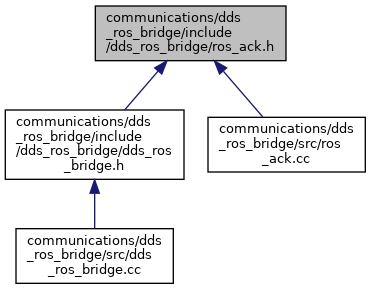 communications/dds
_ros_bridge/include
/dds_ros_bridge/ros_ack.h
communications/dds
_ros_bridge/include
/dds_ros_bridge/dds_ros
_bridge.h
communications/dds
_ros_bridge/src/ros
_ack.cc
communications/dds
_ros_bridge/src/dds
_ros_bridge.cc